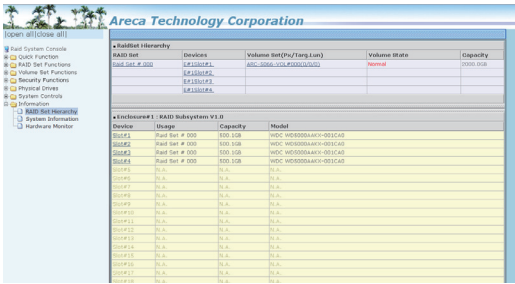 Areca Technology Corporation
|open all|close all|
Raid System Console
Quick Function
RAID Set Functions
Volume Set Functions
Security Functions
Physical Drives
System Controls
Information
RAID Set Hierarchy
System Information
Hardware Monitor
RaidSet Hierarchy
RAID Set Devices Volume Set(Px/Targ.Lun) Volume State Capacity
Raid Set # 000 E#1Slot#1 ARC-5066-VOL#000(0/0/0) Normal 2000.0GB
E#1Slot#2
E#1Slot#3
E#1Slot#4
Enclosure#1 : RAID Subsystem V1.0
Device Usage Capacity Model
Slot#1 Raid Set # 000 500.1GB WDC WD5000AAKX-001CA0
Slot#2 Raid Set # 000 500.1GB WDC WD5000AAKX-001CA0
Slot#3 Raid Set # 000 500.1GB WDC WD5000AAKX-001CA0
Slot#4 Raid Set # 000 500.1GB WDC WD5000AAKX-001CA0
Slot#5 N.A. N.A. N.A.
Slot#6 N.A. N.A. N.A.
Slot#7 N.A. N.A. N.A.
Slot#8 N.A. N.A. N.A.
Slot#9 N.A. N.A. N.A.
Slot#10 N.A. N.A. N.A.
Slot#11 N.A. N.A. N.A.
Slot#12 N.A. N.A. N.A.
Slot#13 N.A. N.A. N.A.
Slot#14 N.A. N.A. N.A.
Slot#15 N.A. N.A. N.A.
Slot#16 N.A. N.A. N.A.
Slot#17 N.A. N.A. N.A.
Slot#18 N.A. N.A. N.A.